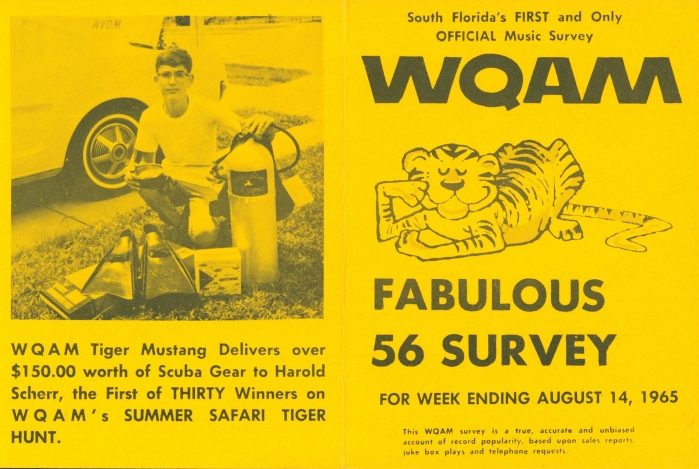 WQAM Tiger Mustang Delivers over
$150.00 worth of Scuba Gear to Harold
Scherr, the First of THIRTY Winners on
WQAM's SUMMER SAFARI TIGER
HUNT.
South Florida's FIRST and Only
OFFICIAL Music Survey
WQAM
FABULOUS
56 SURVEY
FOR WEEK ENDING AUGUST 14, 1965
This WQAM survey is a true, accurate and unbiased
account of record popularity, based upon sales reports,
juke box plays and telephone requests.